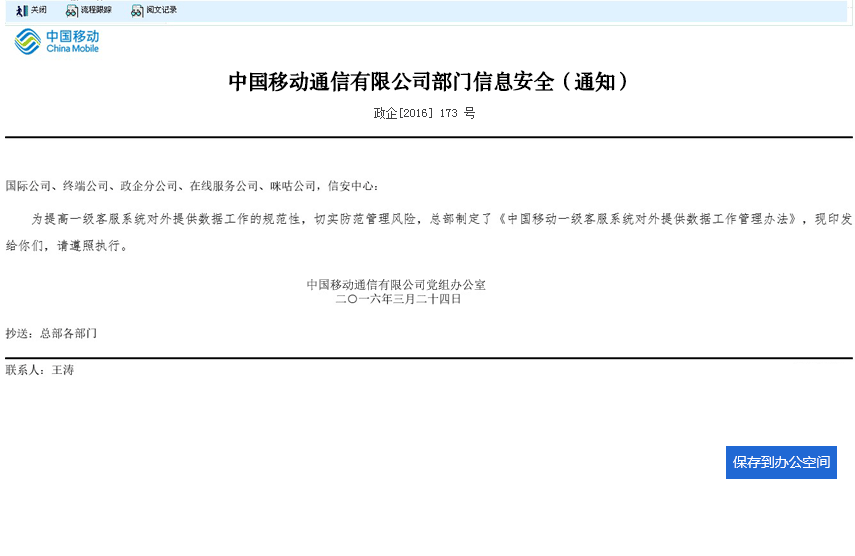 关闭 流程跟踪 阅文记录
中国移动
China Mobile
中国移动通信有限公司部门信息安全（通知）
政企[2016] 173 号
国际公司、终端公司、政企分公司、在线服务公司、咪咕公司，信安中心：
为提高一级客服系统对外提供数据工作的规范性，切实防范管理风险，总部制定了《中国移动一级客服系统对外提供数据工作管理办法》，现印发
给你们，请遵照执行。
中国移动通信有限公司党组办公室
二〇一六年三月二十四日
抄送：总部各部门
联系人：王涛
保存到办公空间